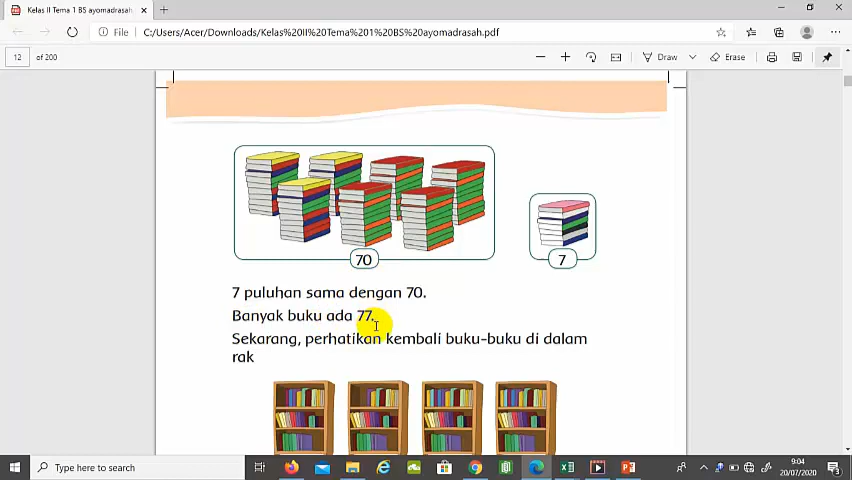 Kelas II Tema 1 BS ayomadrasah.
File
C:/Users/Acer/Downloads/Kelas%20II%20Tema%201%20BS%20ayomadrasah.pdf
12 of 200
Draw
Erase
70
7
7 puluhan sama dengan 70.
Banyak buku ada 77.
Sekarang, perhatikan kembali buku-buku di dalam
rak
Type here to search
9:04
20/07/2020
3